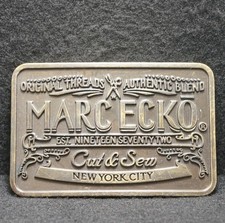 ORIGINAL THREADS AUTHENTIC BLEND
MARC ECKO®
EST. NINETEEN SEVENTY TWO
Cut & Sew
NEW YORK, CITY